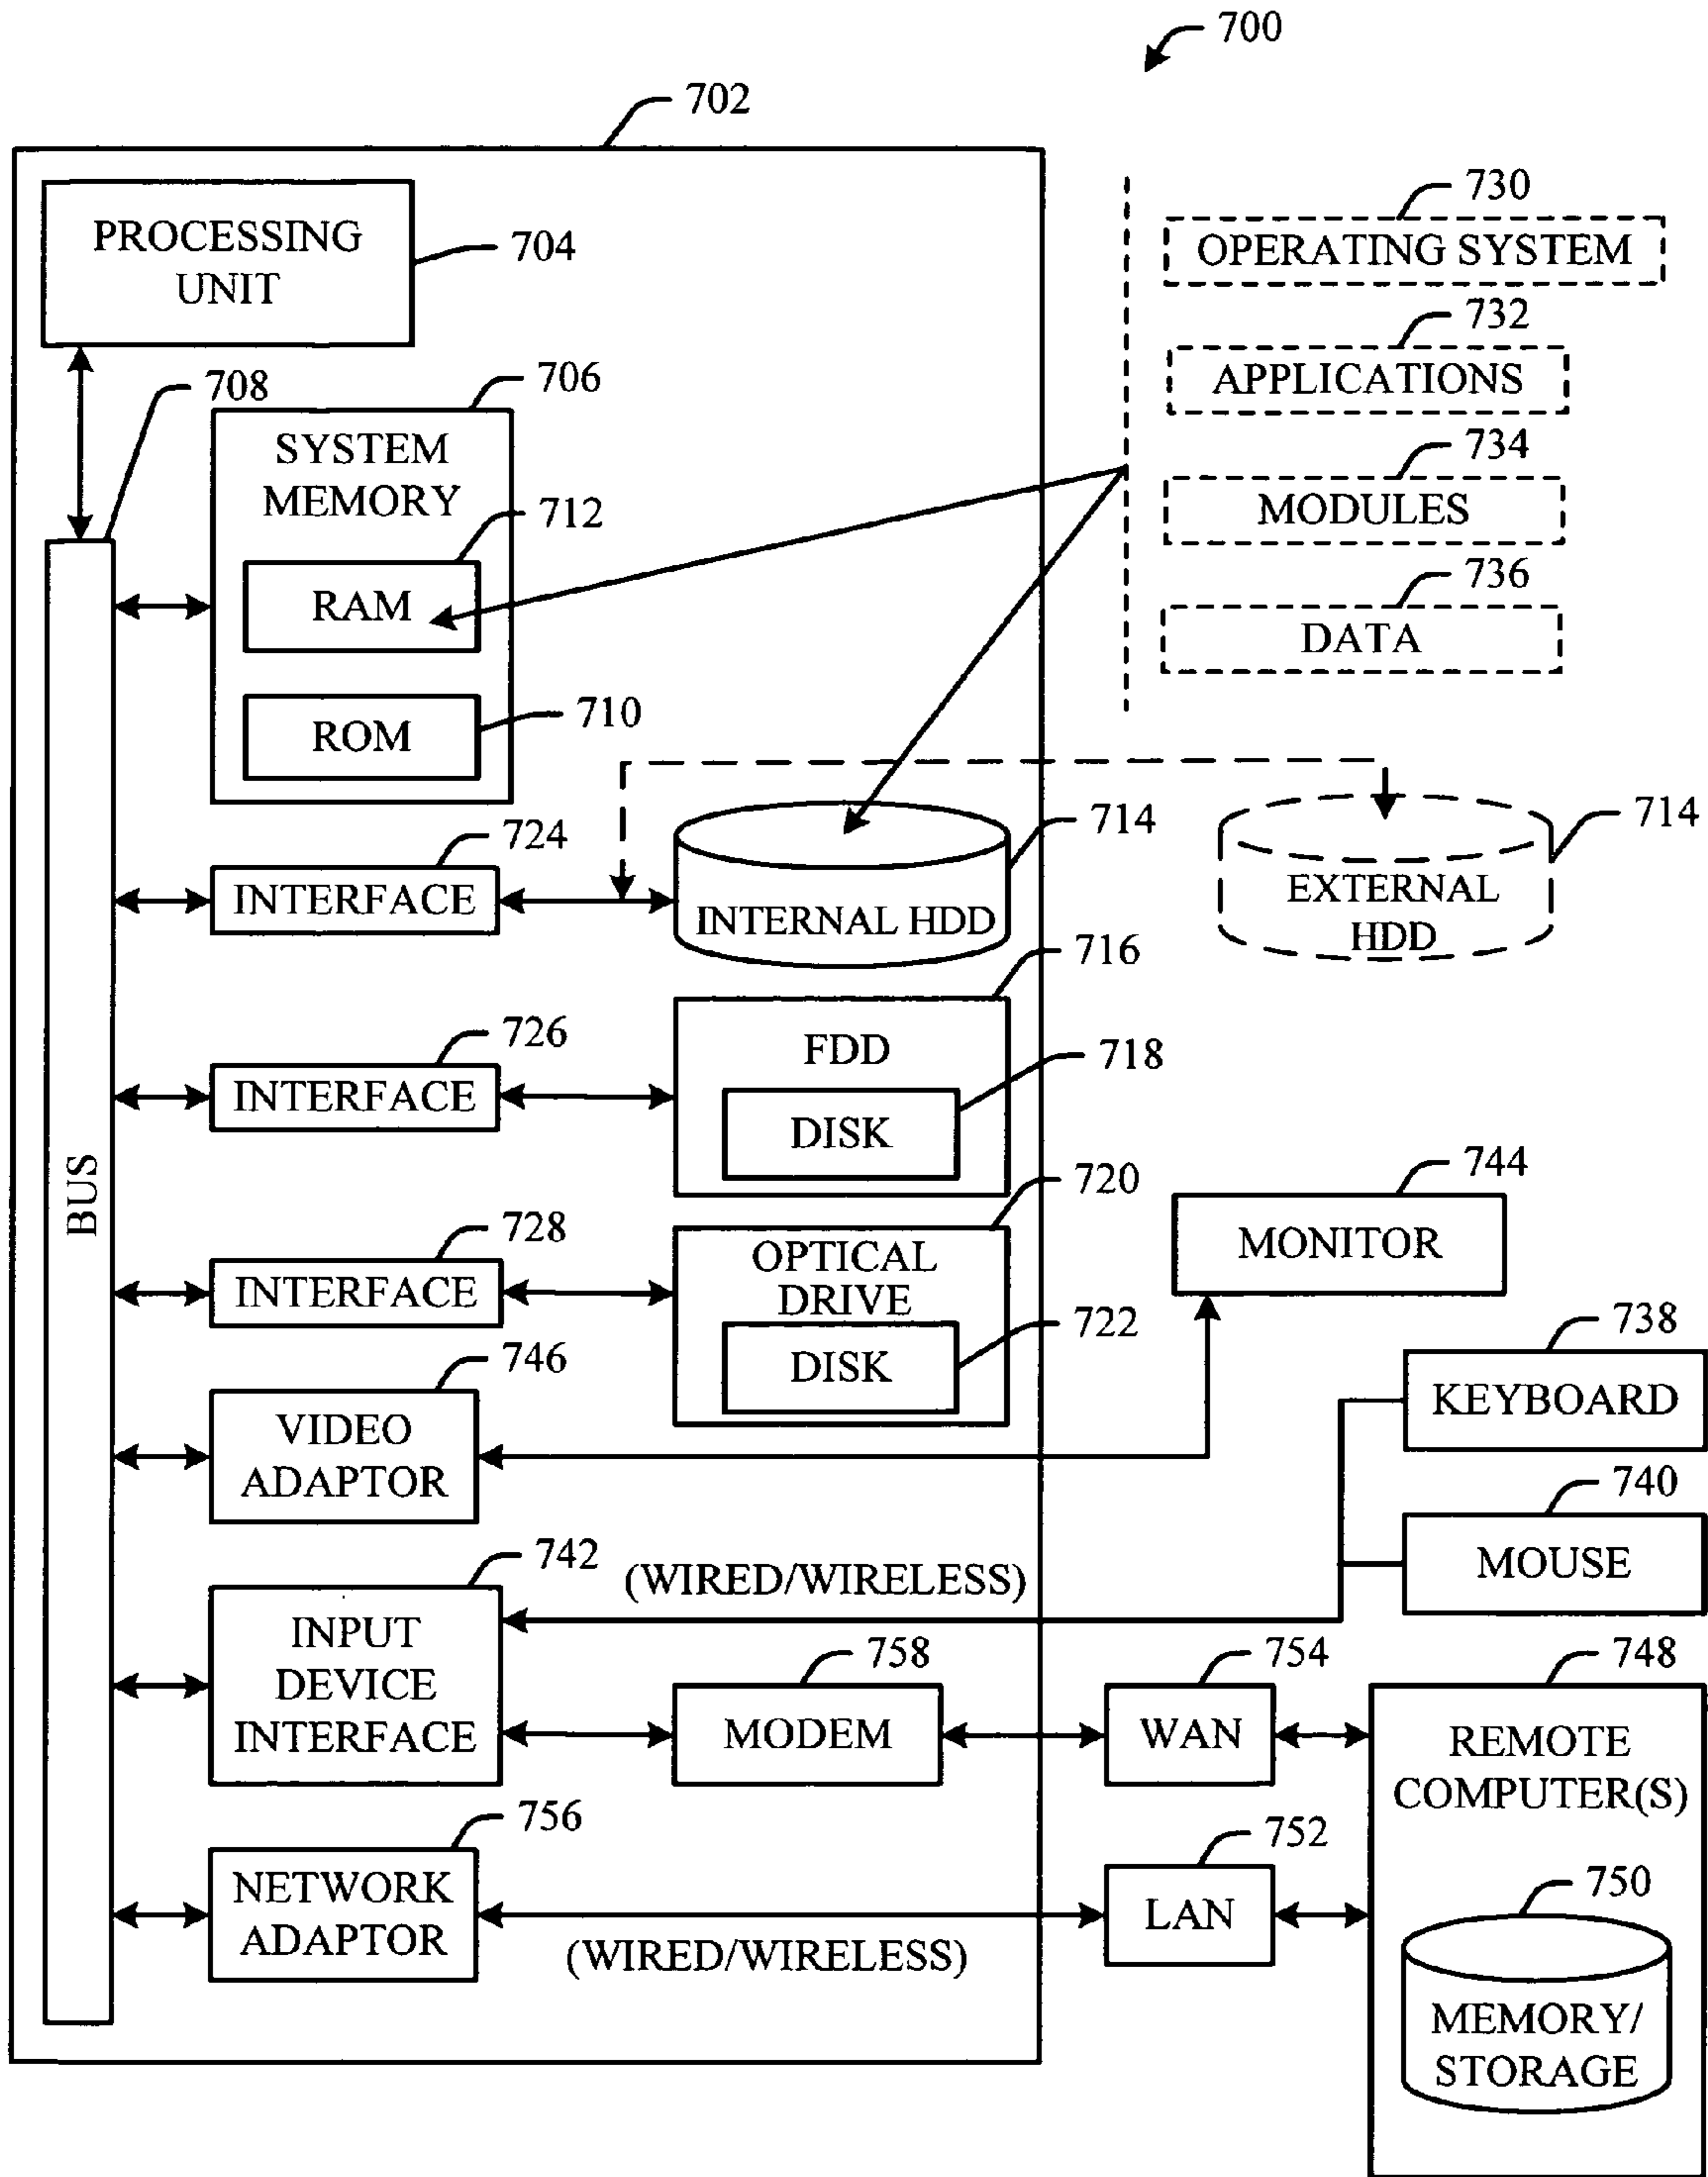 700
702
PROCESSING
UNIT
704
730
OPERATING SYSTEM
732
APPLICATIONS
734
MODULES
736
DATA
708
706
SYSTEM
MEMORY
712
RAM
710
ROM
724
INTERFACE
714
INTERNAL HDD
714
EXTERNAL
HDD
716
FDD
718
DISK
726
INTERFACE
BUS
720
OPTICAL
DRIVE
722
DISK
728
INTERFACE
744
MONITOR
746
VIDEO
ADAPTOR
738
KEYBOARD
740
MOUSE
742
INPUT
DEVICE
INTERFACE
(WIRED/WIRELESS)
758
MODEM
754
WAN
748
REMOTE
COMPUTER(S)
756
NETWORK
ADAPTOR
(WIRED/WIRELESS)
752
LAN
750
MEMORY/
STORAGE